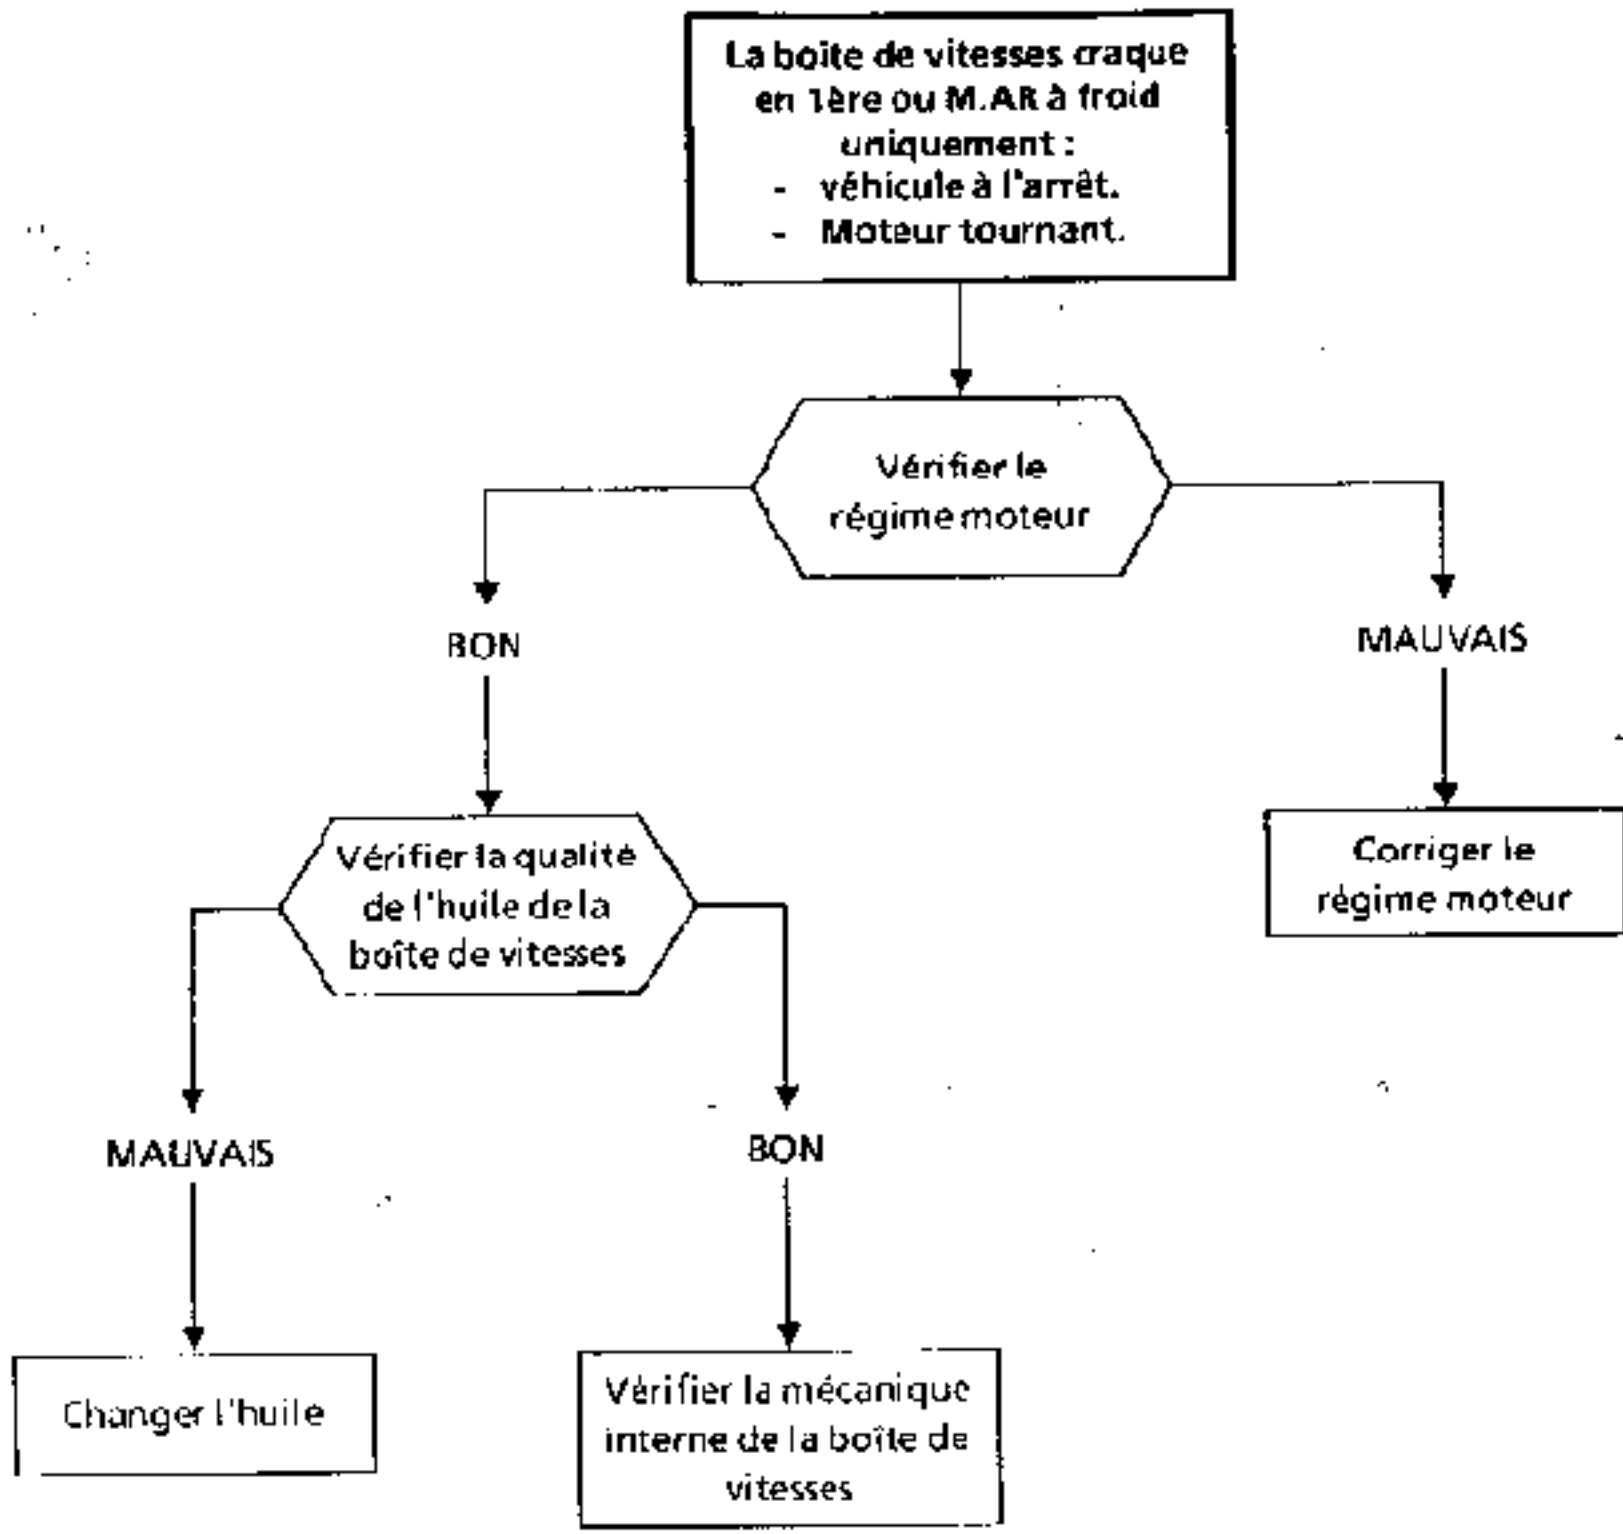 La boîte de vitesses craque
en 1ère ou M.AR à froid
uniquement :
- véhicule à l'arrêt.
- Moteur tournant.
Vérifier le
régime moteur
BON
MAUVAIS
Vérifier la qualité
de l'huile de la
boîte de vitesses
Corriger le
régime moteur
MAUVAIS
BON
Changer l'huile
Vérifier la mécanique
interne de la boîte de
vitesses